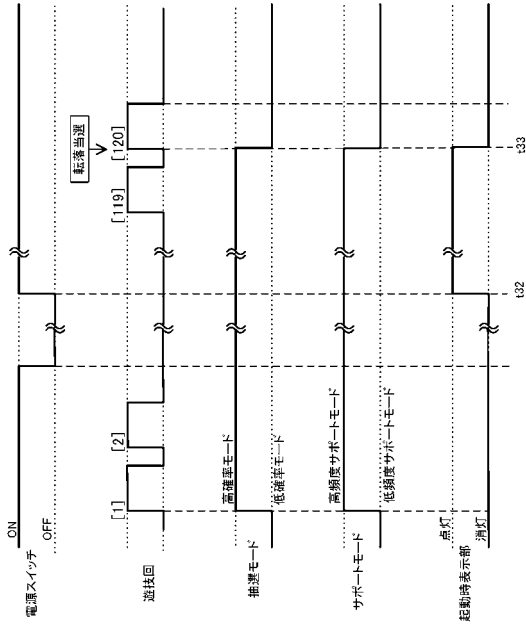 電源スイッチ
ON
OFF
遊技回
[1]
[2]
[119]
[120]
転落当選
抽選モード
高確率モード
低確率モード
サポートモード
高頻度サポートモード
低頻度サポートモード
起動時表示部
点灯
消灯
t32
t33